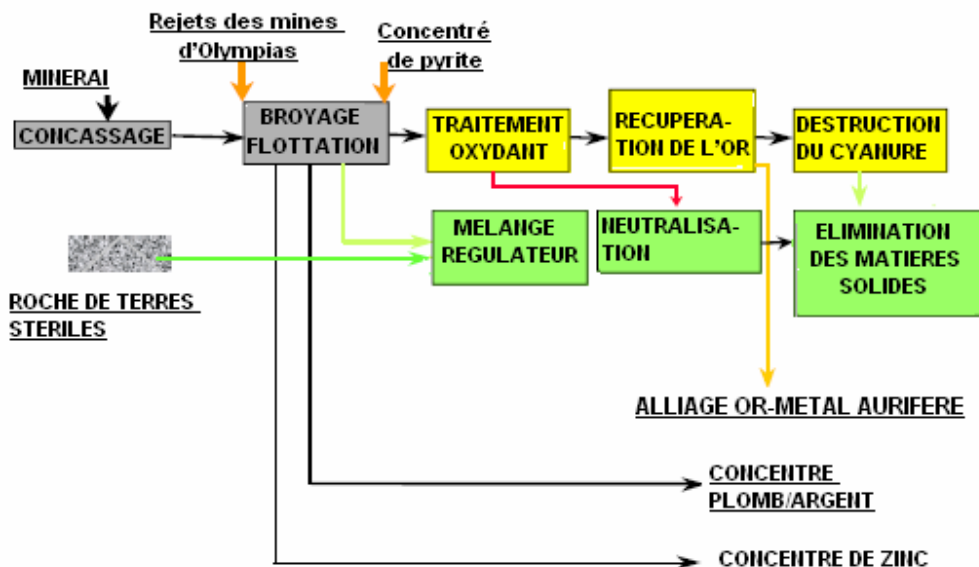 Rejets des mines
d'Olympias
Concentré
de pyrite
MINERAI
CONCASSAGE
BROYAGE
FLOTTATION
TRAITEMENT
OXYDANT
RECUPERA-
TION DE L'OR
DESTRUCTION
DU CYANURE
MELANGE
REGULATEUR
NEUTRALISA-
TION
ELIMINATION
DES MATIERES
SOLIDES
ROCHE DE TERRES
STERILES
ALLIAGE OR-METAL AURIFERE
CONCENTRE
PLOMB/ARGENT
CONCENTRE DE ZINC